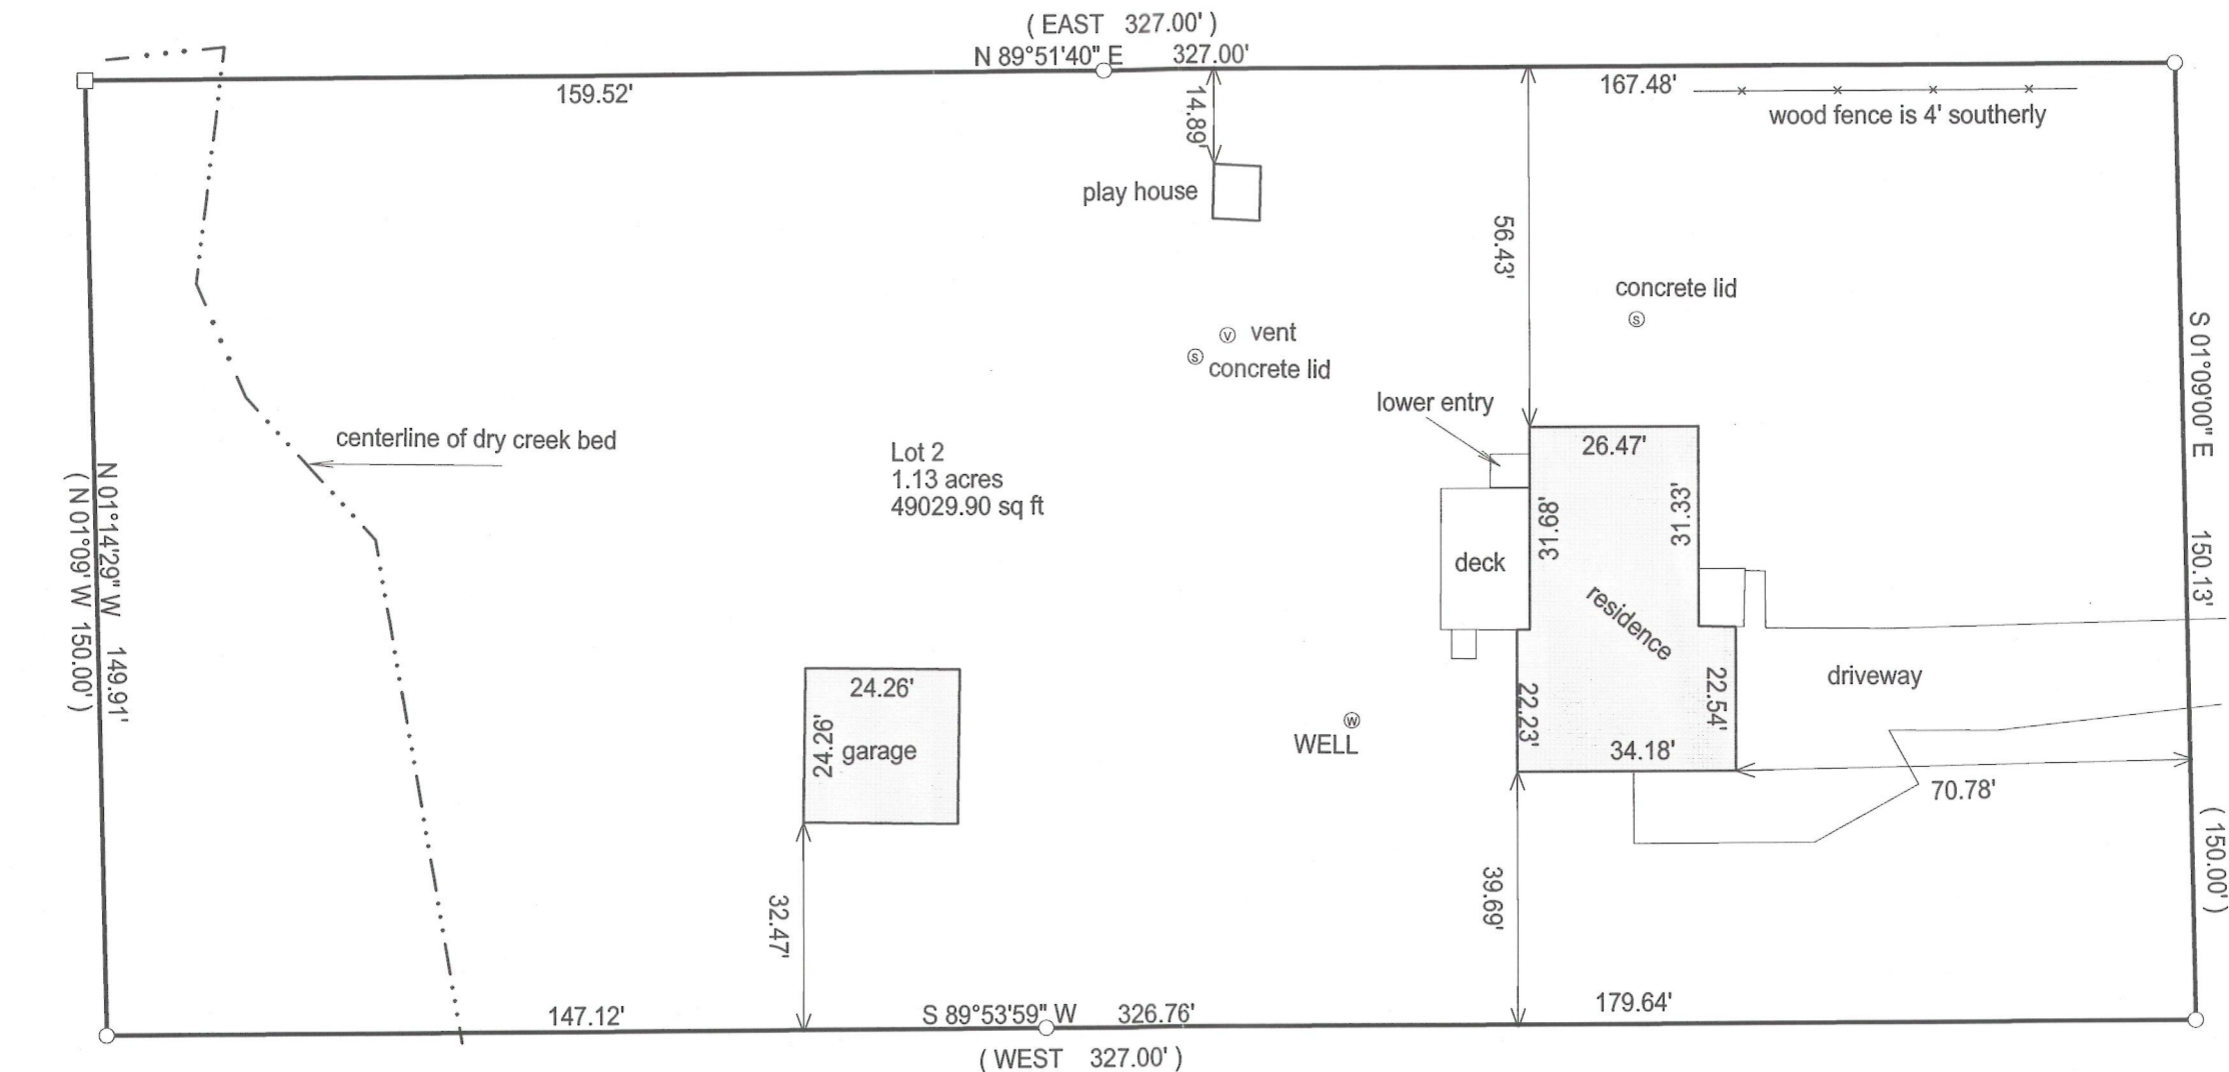 ( EAST 327.00' )
N 89°51'40" E 327.00'
159.52'
167.48'
wood fence is 4' southerly
14.89'
play house
56.43'
concrete lid
S
V vent
S concrete lid
lower entry
S 01°09'00" E 150.13'
( 150.00' )
centerline of dry creek bed
Lot 2
1.13 acres
49029.90 sq ft
26.47'
31.68'
31.33'
deck
residence
N 01°14'29" W 149.91'
( N 01°09' W 150.00' )
24.26'
24.26'
garage
W
WELL
22.23'
22.54'
34.18'
driveway
70.78'
32.47'
39.69'
147.12'
S 89°53'59" W 326.76'
179.64'
( WEST 327.00' )